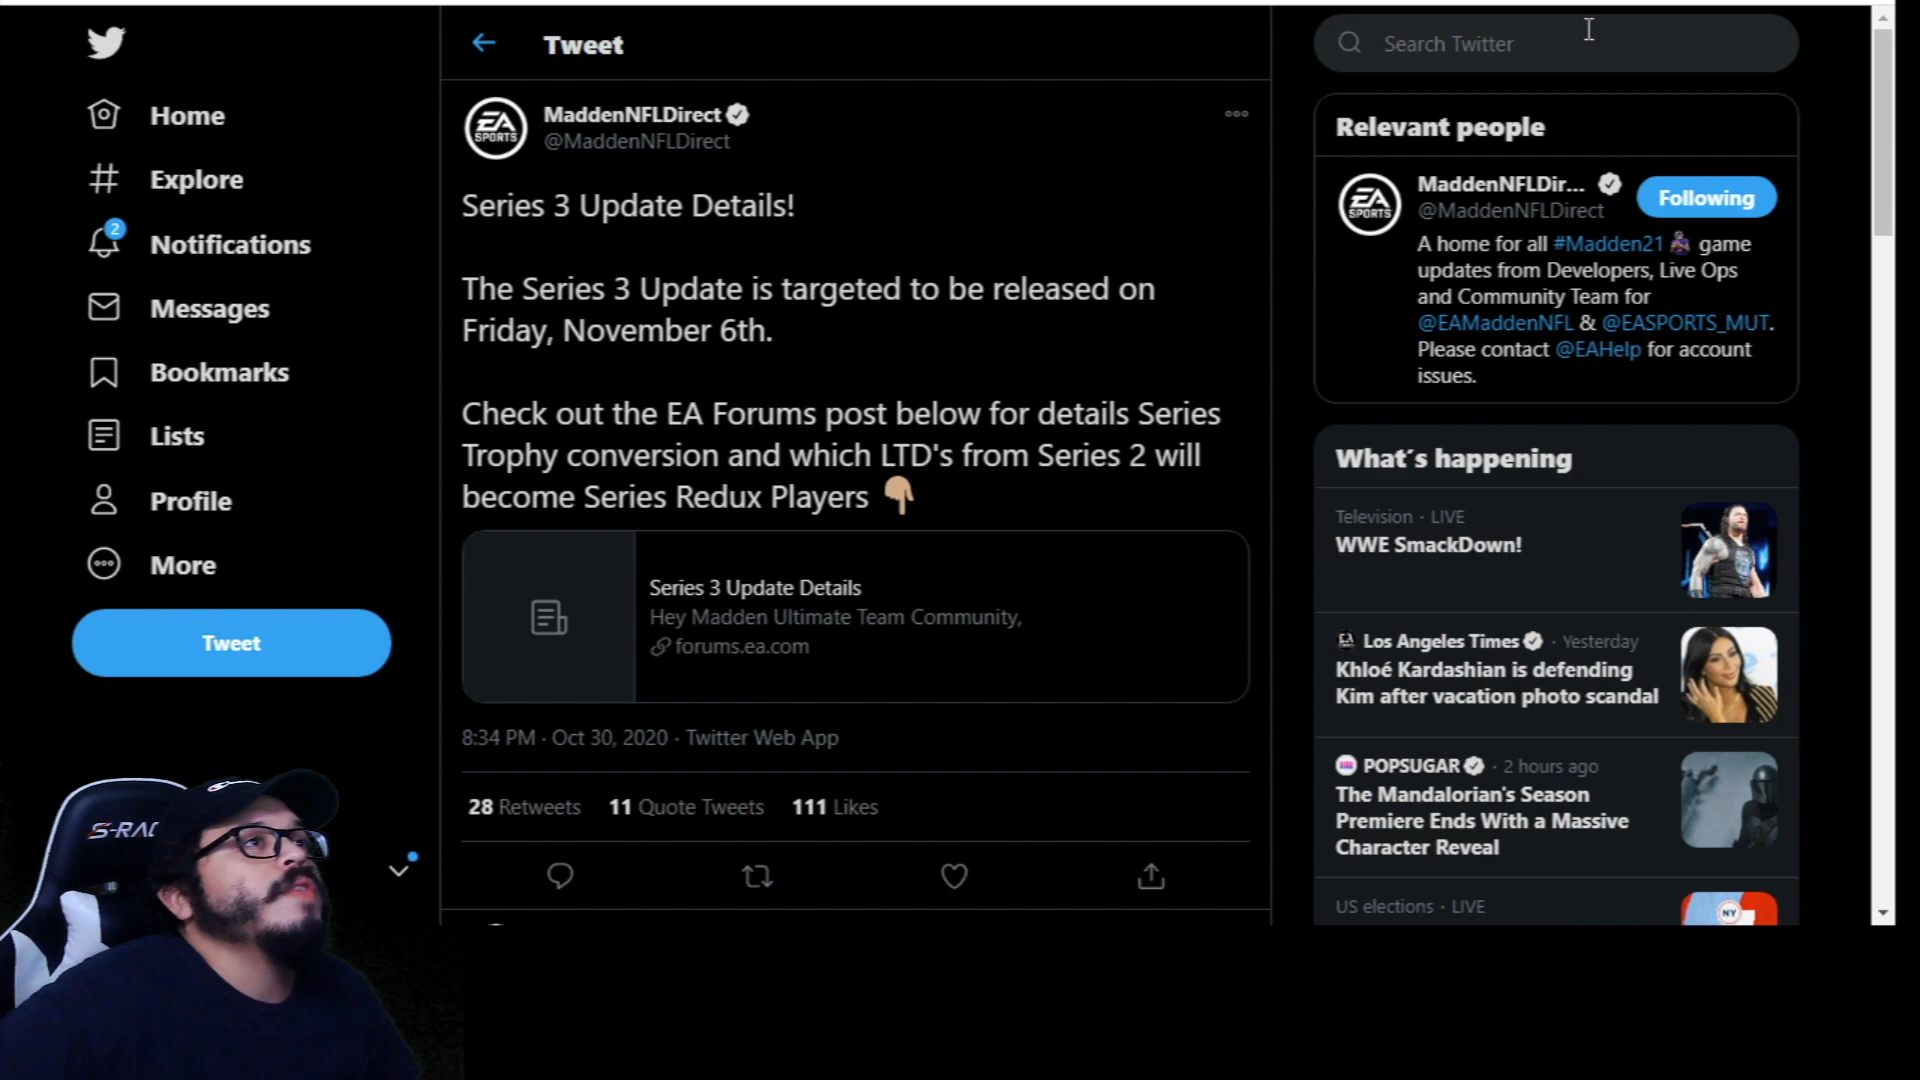 Home
Explore
2
Notifications
Messages
Bookmarks
Lists
Profile
More
Tweet
S-RAC
Tweet
EA
SPORTS
MaddenNFLDirect
@MaddenNFLDirect
Series 3 Update Details!
The Series 3 Update is targeted to be released on
Friday, November 6th.
Check out the EA Forums post below for details Series
Trophy conversion and which LTD's from Series 2 will
become Series Redux Players
Series 3 Update Details
Hey Madden Ultimate Team Community,
forums.ea.com
8:34 PM · Oct 30, 2020 · Twitter Web App
28 Retweets 11 Quote Tweets 111 Likes
Search Twitter
Relevant people
EA
SPORTS
MaddenNFLDir...
@MaddenNFLDirect
Following
A home for all #Madden21 game
updates from Developers, Live Ops
and Community Team for
@EAMaddenNFL & @EASPORTS_MUT.
Please contact @EAHelp for account
issues.
What's happening
Television · LIVE
WWE SmackDown!
Los Angeles Times · Yesterday
Khloé Kardashian is defending
Kim after vacation photo scandal
POPSUGAR · 2 hours ago
The Mandalorian's Season
Premiere Ends With a Massive
Character Reveal
US elections · LIVE
NY